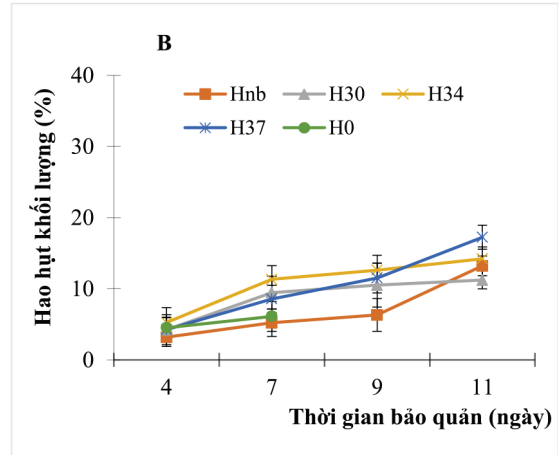 B
Hao hụt khối lượng (%)
40
30
20
10
0
Hnb H30 H34
H37 H0
4 7 9 11
Thời gian bảo quản (ngày)